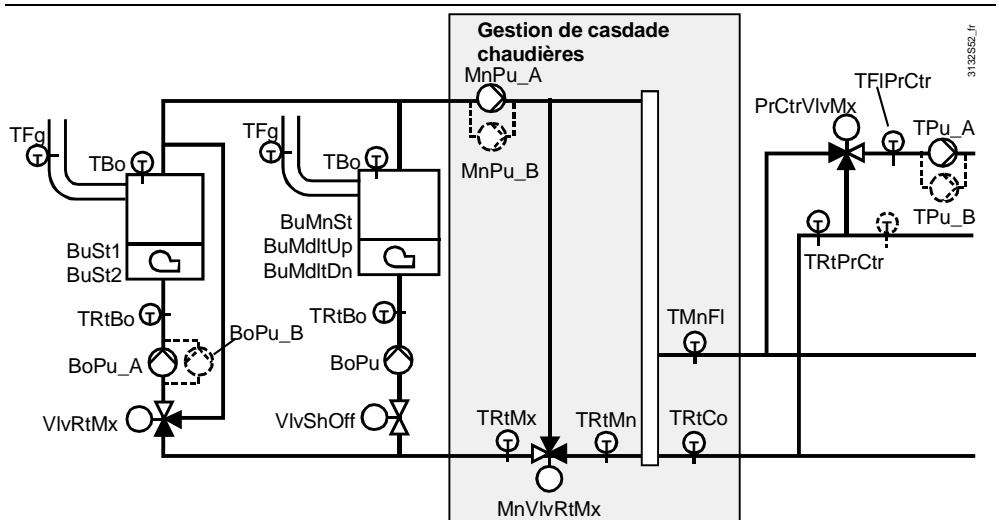 Gestion de casdade
chaudières
3132S52_fr
MnPu_A
MnPu_B
TFIPrCtr
PrCtrVlvMx
TPu_A
TPu_B
TRtPrCtr
TFg
TBo
TFg
TBo
BuSt1
BuSt2
BuMnSt
BuMdltUp
BuMdltDn
TRtBo
TRtBo
BoPu_B
BoPu_A
BoPu
VlvRtMx
VlvShOff
TMnFl
TRtMx
TRtMn
TRtCo
MnVlvRtMx
T
T
T
T
T
T
T
T
T
T
T
T
T